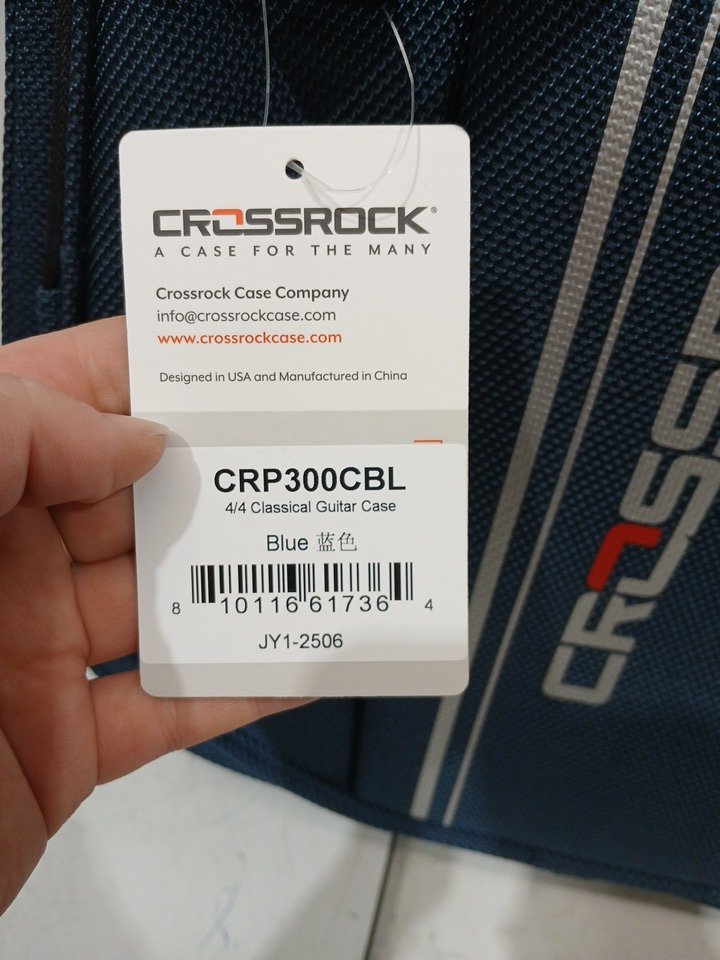 CROSSROCK®
A CASE FOR THE MANY
Crossrock Case Company
info@crossrockcase.com
www.crossrockcase.com
Designed in USA and Manufactured in China
CRP300CBL
4/4 Classical Guitar Case
Blue 蓝色
8 10116 61736 4
JY1-2506
CROSSR